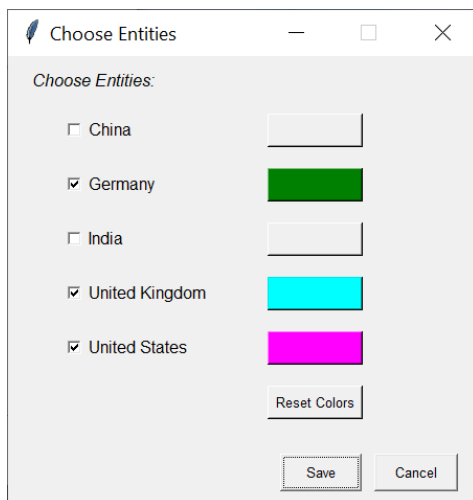 Choose Entities
Choose Entities:
China
Germany
India
United Kingdom
United States
Reset Colors
Save Cancel